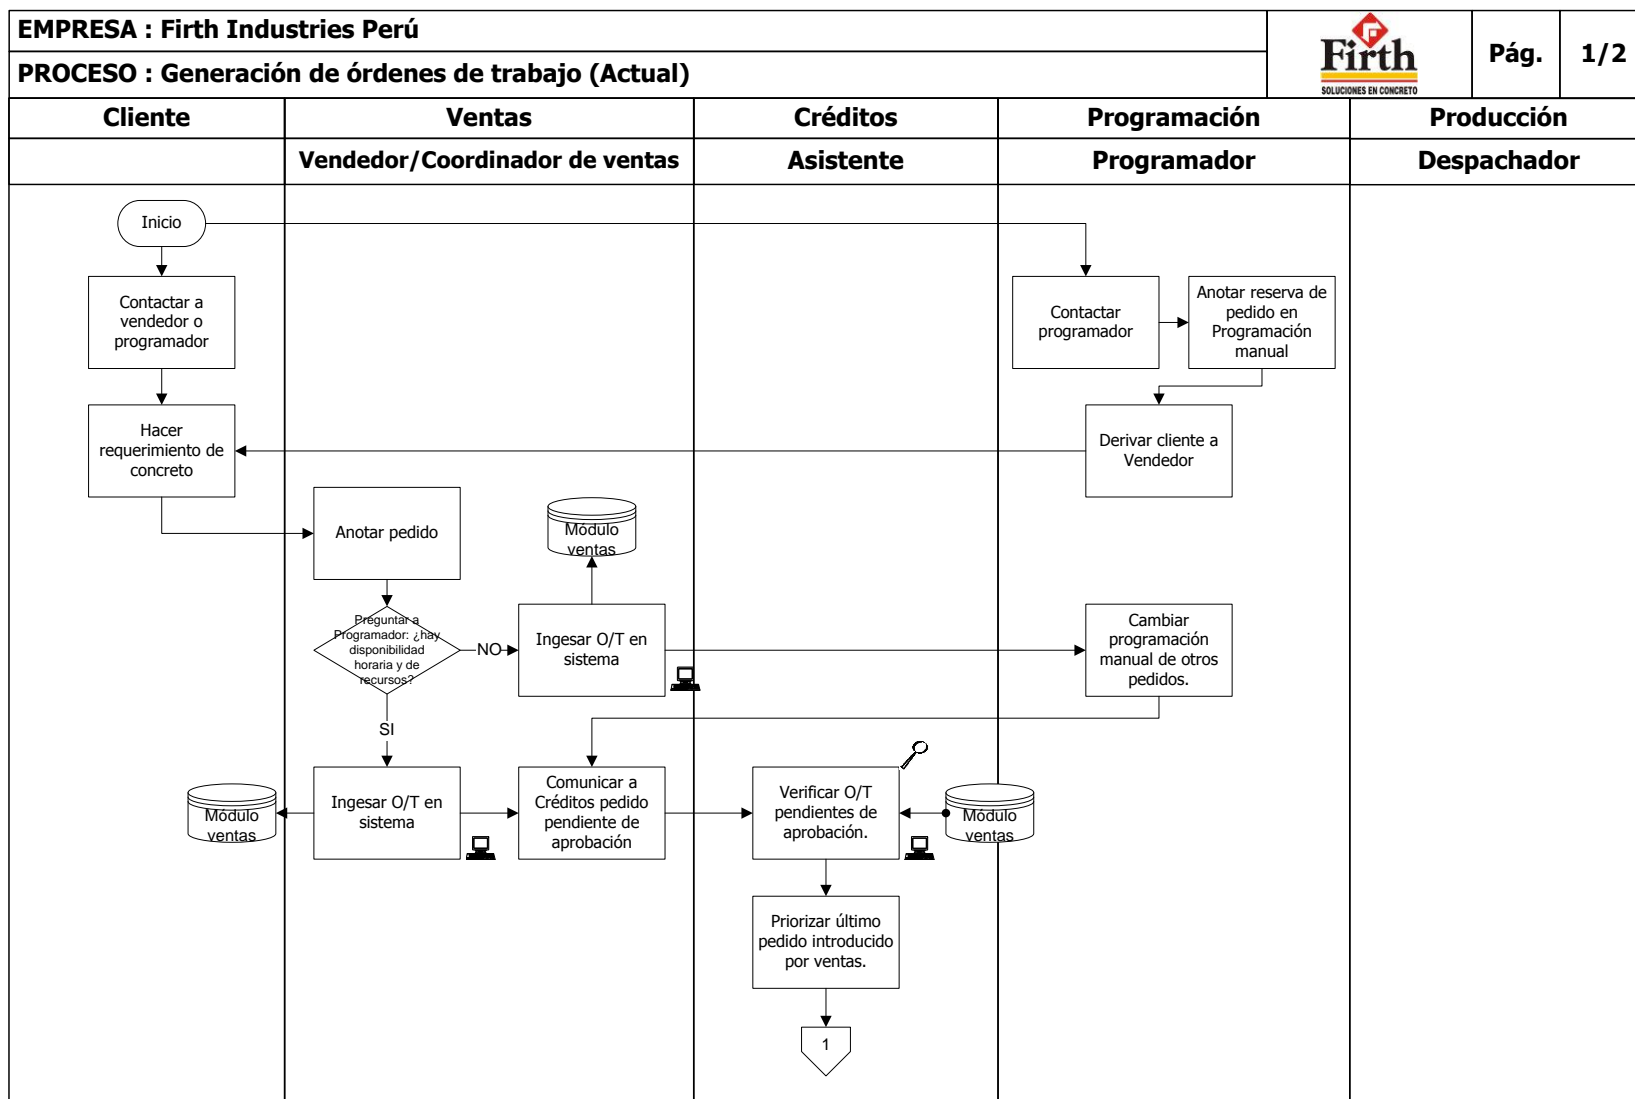 EMPRESA : Firth Industries Perú
PROCESO : Generación de órdenes de trabajo (Actual)
Firth
SOLUCIONES EN CONCRETO
Pág.
1/2
Cliente
Ventas
Créditos
Programación
Producción
Vendedor/Coordinador de ventas
Asistente
Programador
Despachador
Inicio
Contactar a
vendedor o
programador
Contactar
programador
Anotar reserva de
pedido en
Programación
manual
Hacer
requerimiento de
concreto
Derivar cliente a
Vendedor
Anotar pedido
Módulo
ventas
Preguntar a
Programador: ¿hay
disponibilidad
horaria y de
recursos?
NO
Ingesar O/T en
sistema
Cambiar
programación
manual de otros
pedidos.
SI
Módulo
ventas
Ingesar O/T en
sistema
Comunicar a
Créditos pedido
pendiente de
aprobación
Verificar O/T
pendientes de
aprobación.
Módulo
ventas
Priorizar último
pedido introducido
por ventas.
1